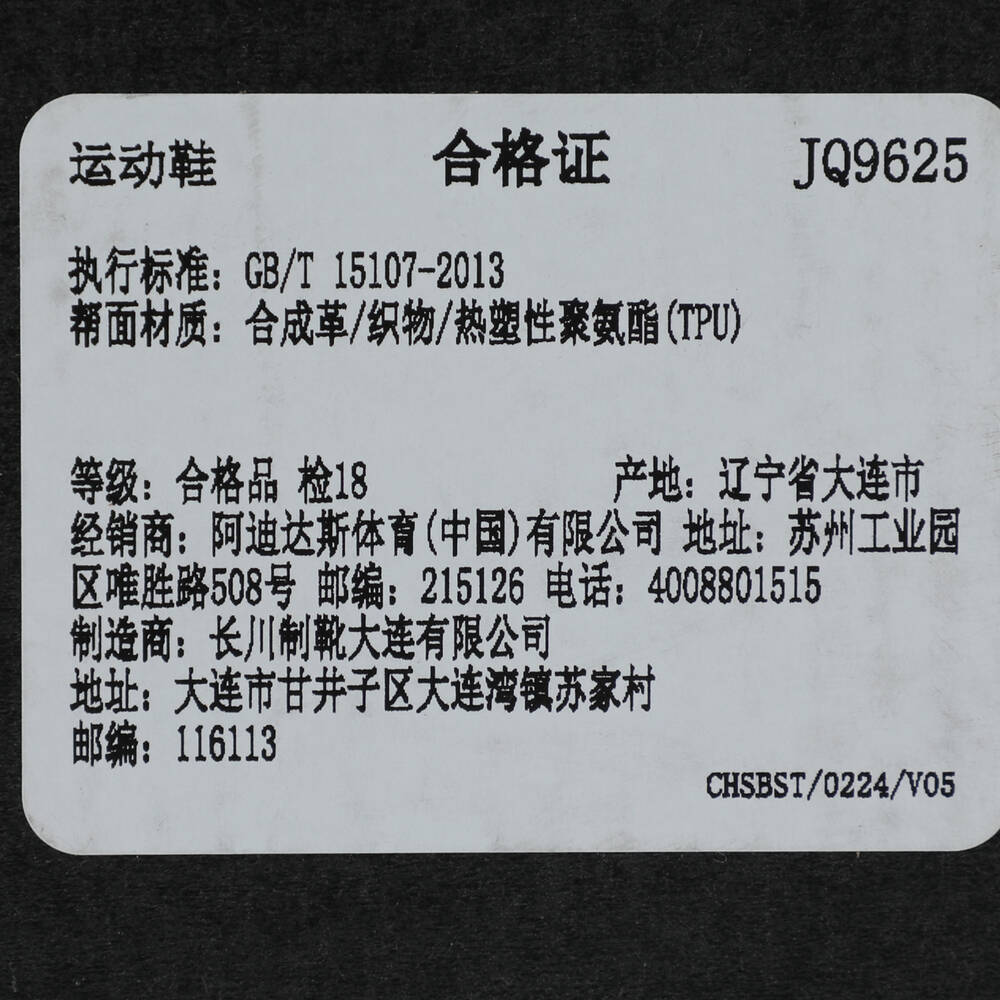 运动鞋 合格证 JQ9625
执行标准：GB/T 15107-2013
帮面材质：合成革/织物/热塑性聚氨酯(TPU)
等级：合格品 检18 产地：辽宁省大连市
经销商：阿迪达斯体育(中国)有限公司 地址：苏州工业园
区唯胜路508号 邮编：215126 电话：4008801515
制造商：长川制靴大连有限公司
地址：大连市甘井子区大连湾镇苏家村
邮编：116113
CHSBST/0224/V05